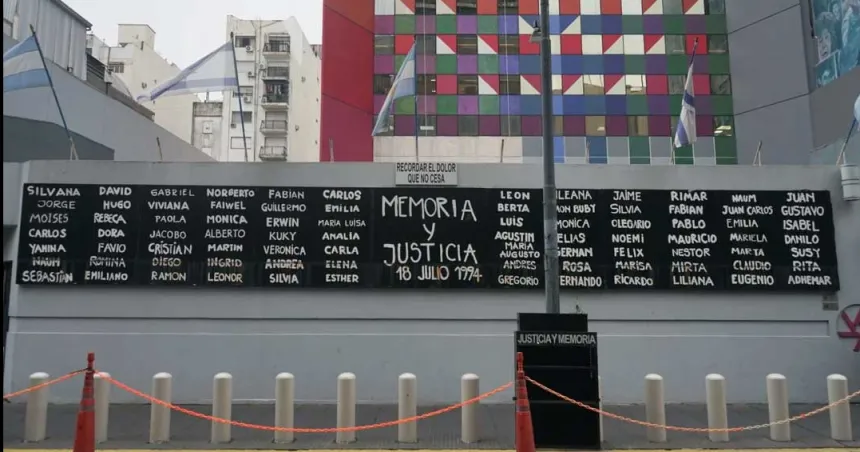 RECORDAR EL DOLOR
QUE NO CESA
SILVANA DAVID GABRIEL NORBERTO FABIAN CARLOS
JORGE HUGO VIVIANA FAIWEL GUILLERMO EMILIA
MOISES REBECA PAOLA MONICA ERWIN MARIA LUISA
CARLOS DORA JACOBO ALBERTO KUKY ANALIA
YANINA FAVIO CRISTIAN MARTIN VERONICA CARLA
NAUM ROMINA DIEGO INGRID ANDREA ELENA
SEBASTIAN EMILIANO RAMON LEONOR SILVIA ESTHER
MEMORIA
Y
JUSTICIA
18 JULIO 1994
LEON ILEANA JAIME RIMAR NAUM JUAN
BERTA BUBY SILVIA FABIAN JUAN CARLOS GUSTAVO
LUIS MONICA OLEGARIO PABLO EMILIA ISABEL
AGUSTIN ELIAS NOEMI MAURICIO MARIELA DANILO
MARIA AUGUSTO GERMAN FELIX NESTOR MARTA SUSY
ANDRES ROSA MARISA MIRTA CLAUDIO RITA
GREGORIO FERNANDO RICARDO LILIANA EUGENIO ADHEMAR
JUSTICIA Y MEMORIA